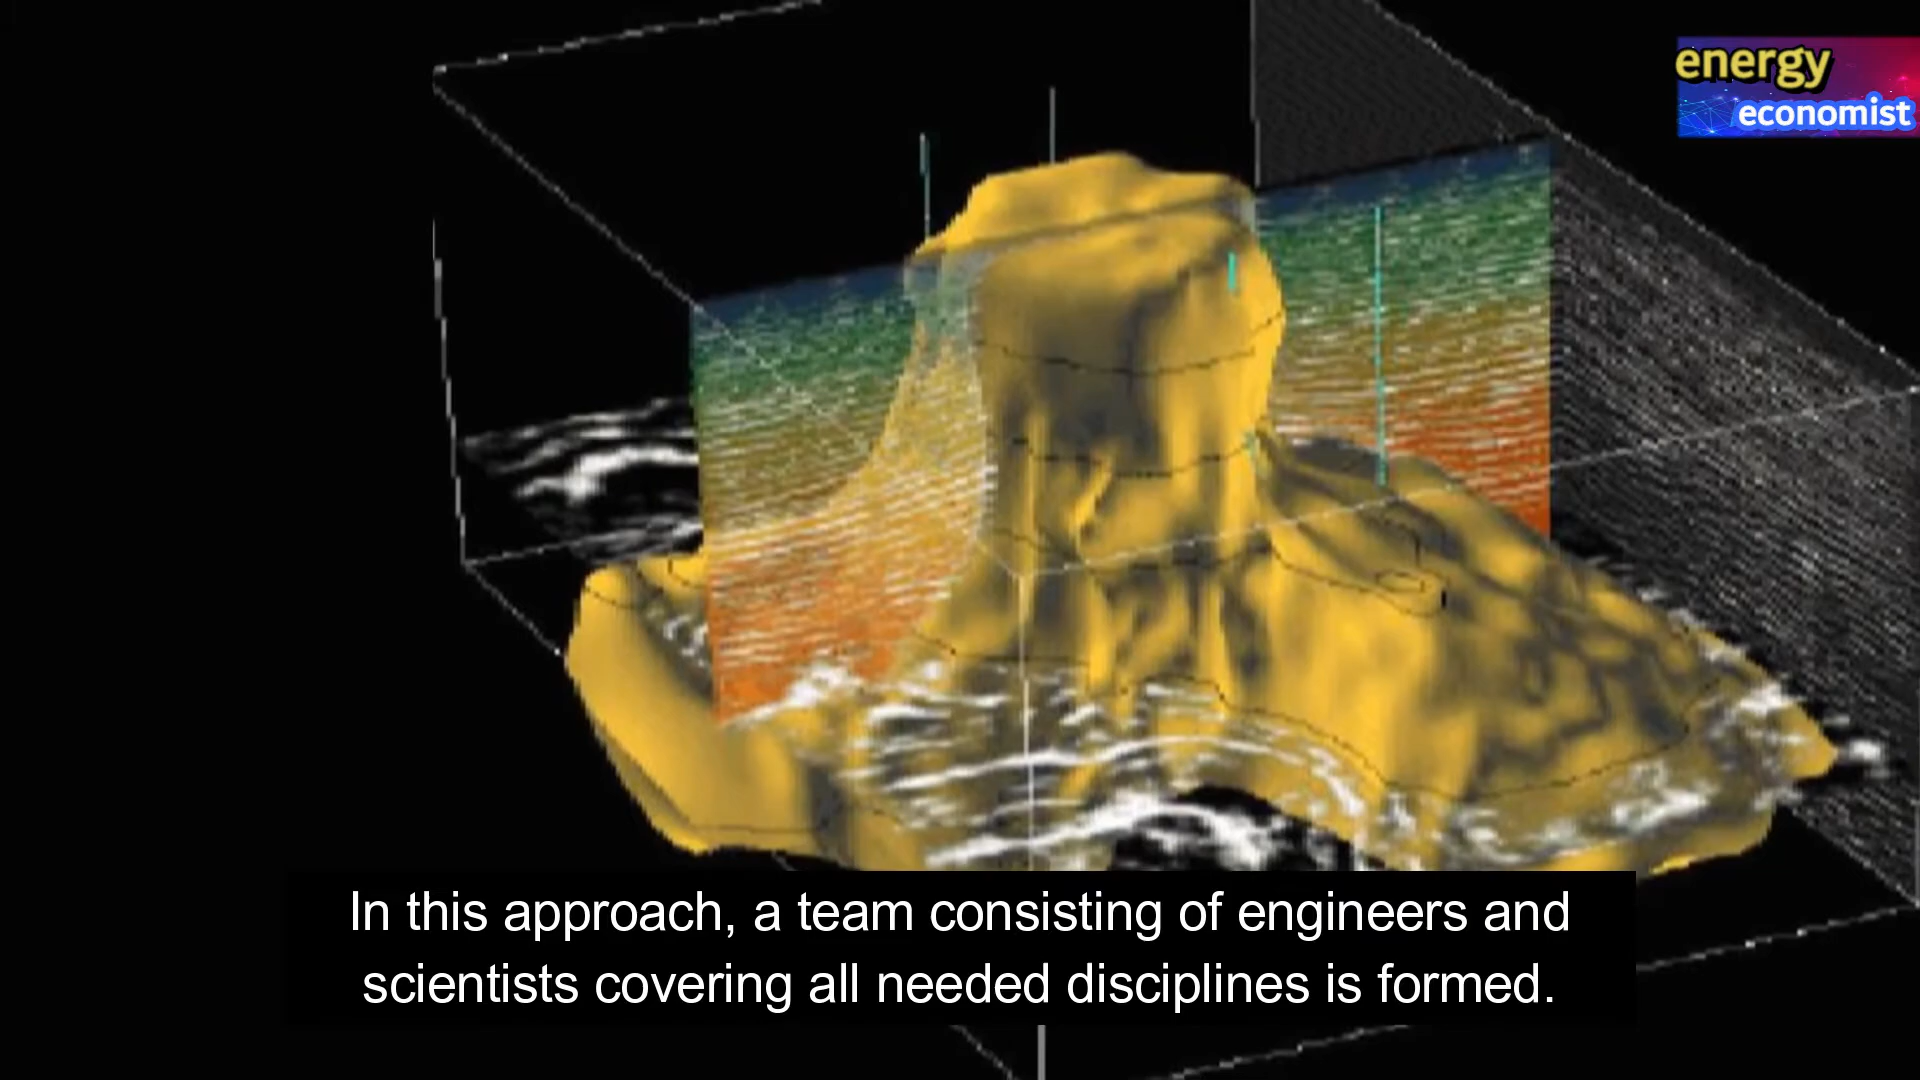 energy
economist
In this approach, a team consisting of engineers and
scientists covering all needed disciplines is formed.